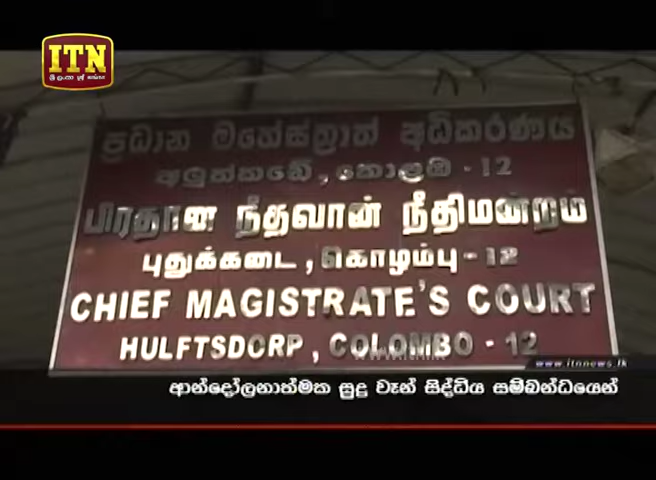 ITN
ශ්‍රී ලංකා ප්‍රථම
ප්‍රධාන මහේස්ත්‍රාත් අධිකරණය
අලුත්කඩේ, කොළඹ - 12
பிரதான நீதவான் நீதிமன்றம்
புதுக்கடை, கொழும்பு - 12
CHIEF MAGISTRATE'S COURT
HULFTSDORP, COLOMBO - 12
www.itnnews.lk
ආන්දෝලනාත්මක සුදු වෑන් සිද්ධිය සම්බන්ධයෙන්